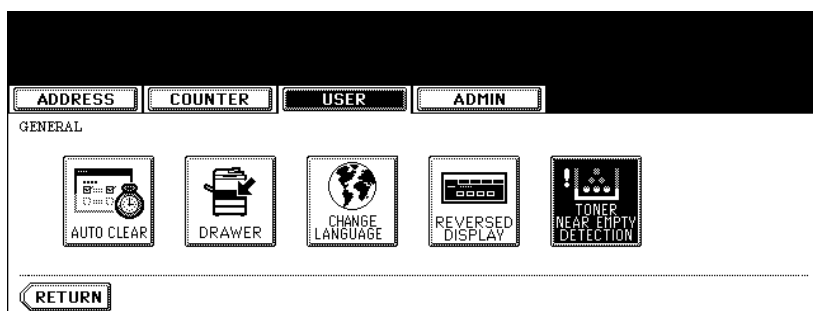 ADDRESS COUNTER USER ADMIN
GENERAL
AUTO CLEAR
DRAWER
CHANGE
LANGUAGE
REVERSED
DISPLAY
TONER
NEAR EMPTY
DETECTION
RETURN